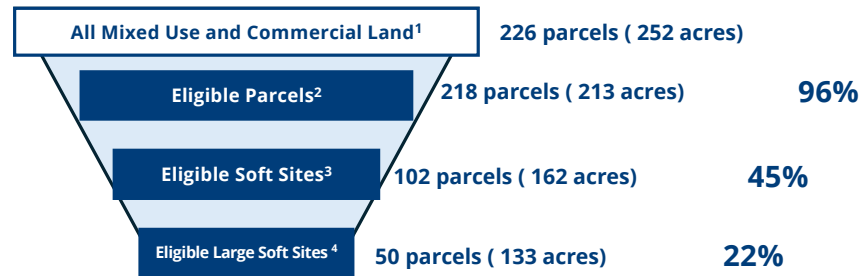 All Mixed Use and Commercial Land¹ 226 parcels ( 252 acres)
Eligible Parcels² 218 parcels ( 213 acres) 96%
Eligible Soft Sites³ 102 parcels ( 162 acres) 45%
Eligible Large Soft Sites ⁴ 50 parcels ( 133 acres) 22%